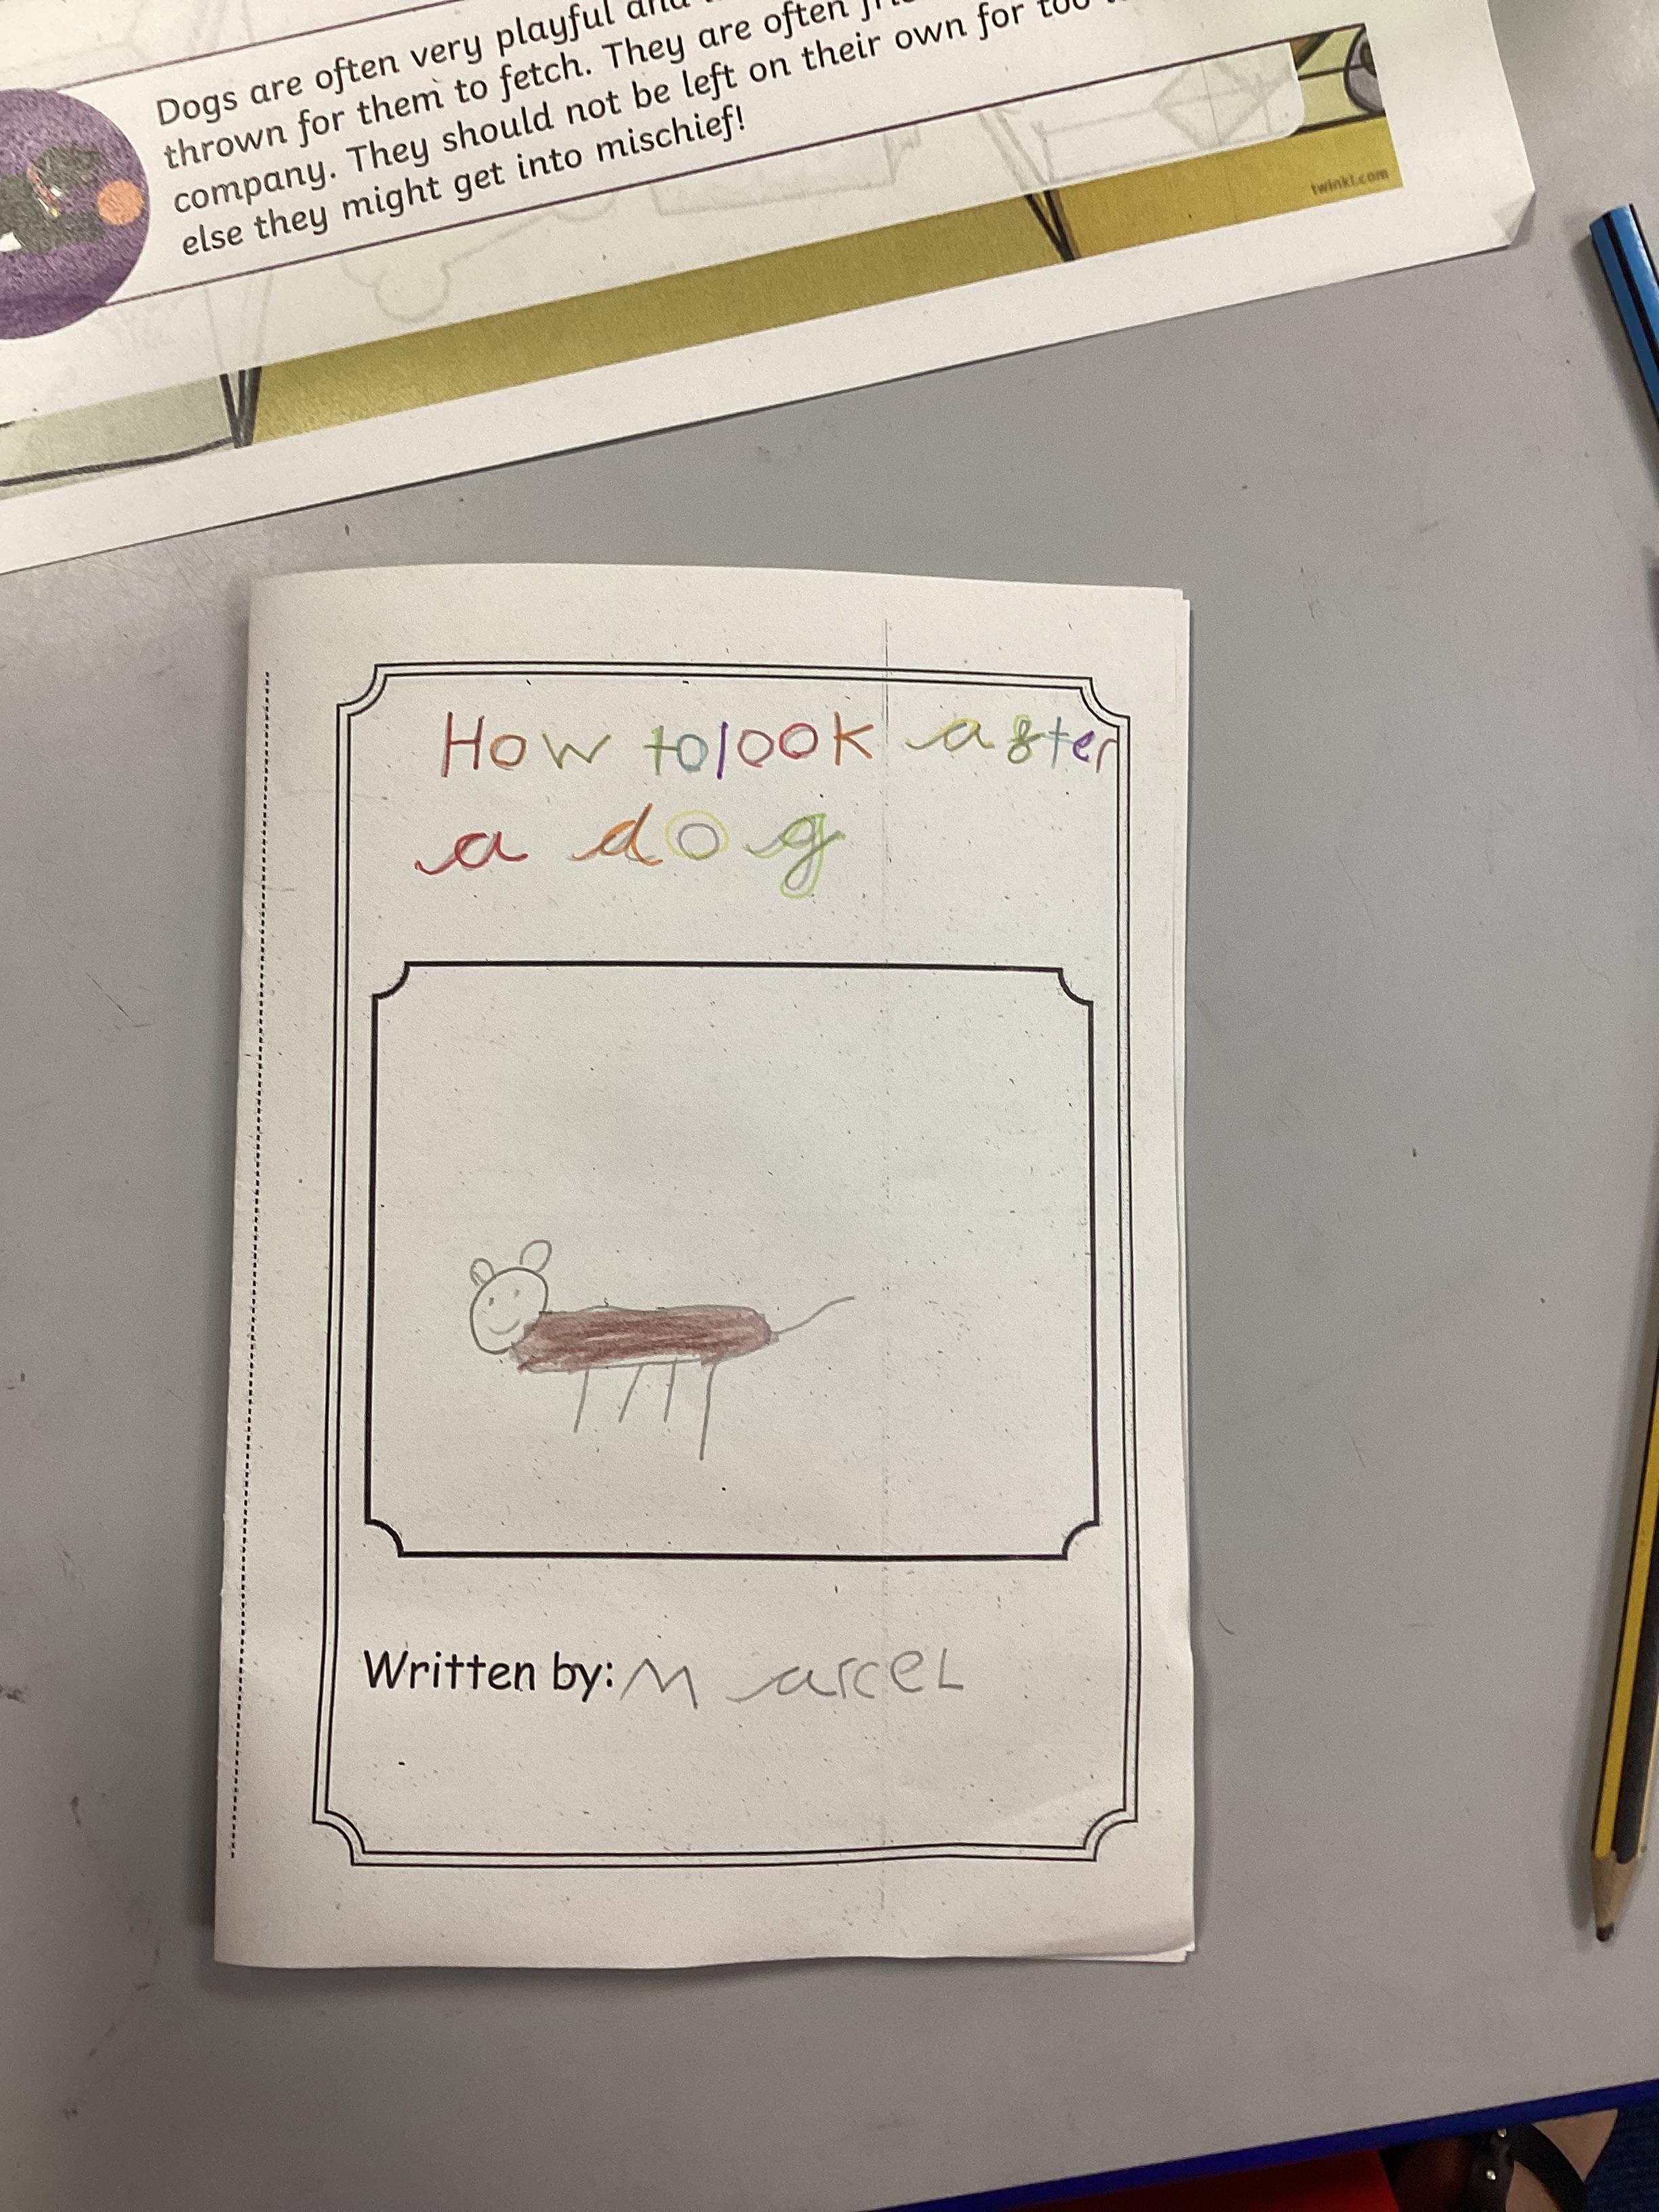 Dogs are often very playful and
thrown for them to fetch. They are often
company. They should not be left on their own for too
else they might get into mischief!
twinkl.com
How to look after
a dog
Written by: Marcel